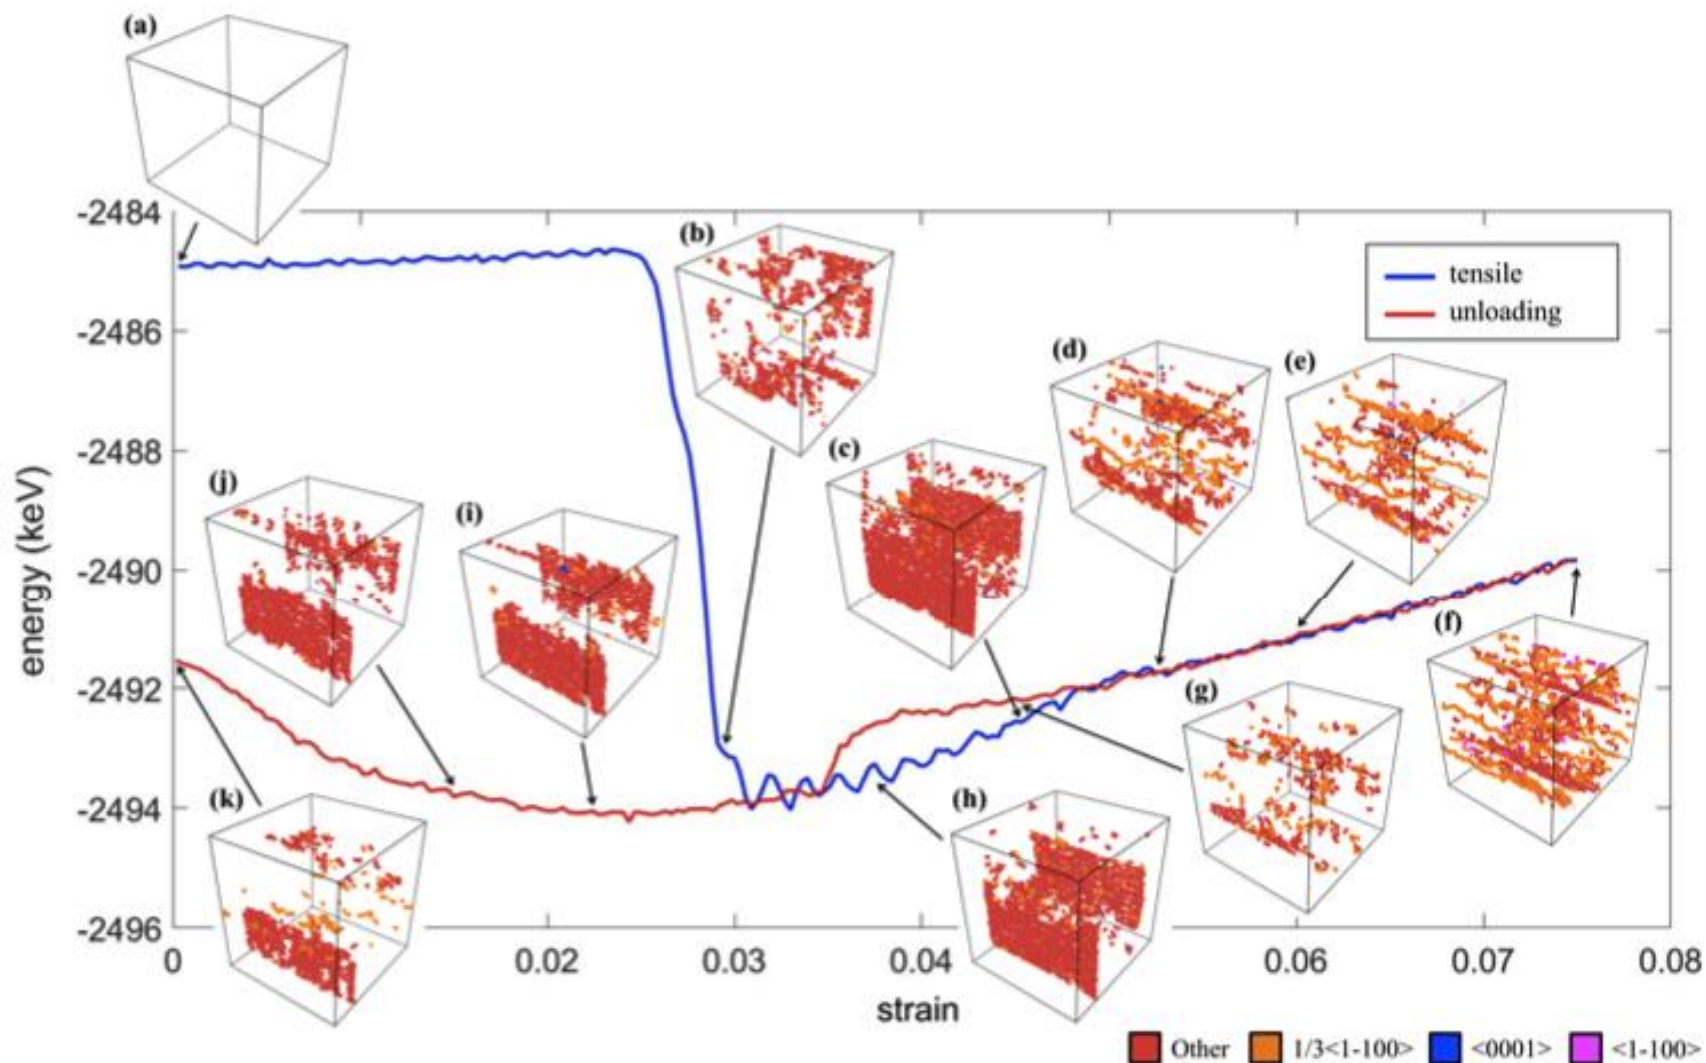 (a)
-2484
(b)
tensile
unloading
-2486
(d)
(e)
-2488
(c)
(j)
(i)
energy (keV)
-2490
(f)
-2492
(g)
(k)
-2494
(h)
-2496
0
0.02
0.03
0.04
0.06
0.07
0.08
strain
Other
1/3<1-100>
<0001>
<1-100>